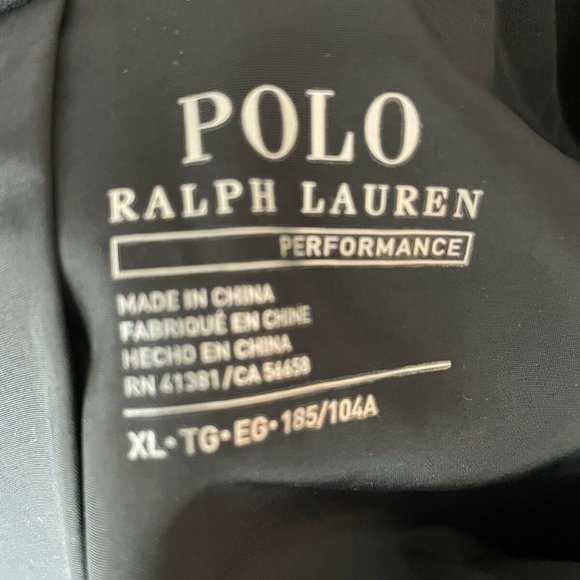 POLO
RALPH LAUREN
PERFORMANCE
MADE IN CHINA
FABRIQUÉ EN CHINE
HECHO EN CHINA
RN 41381/CA 56658
XL•TG•EG•185/104A